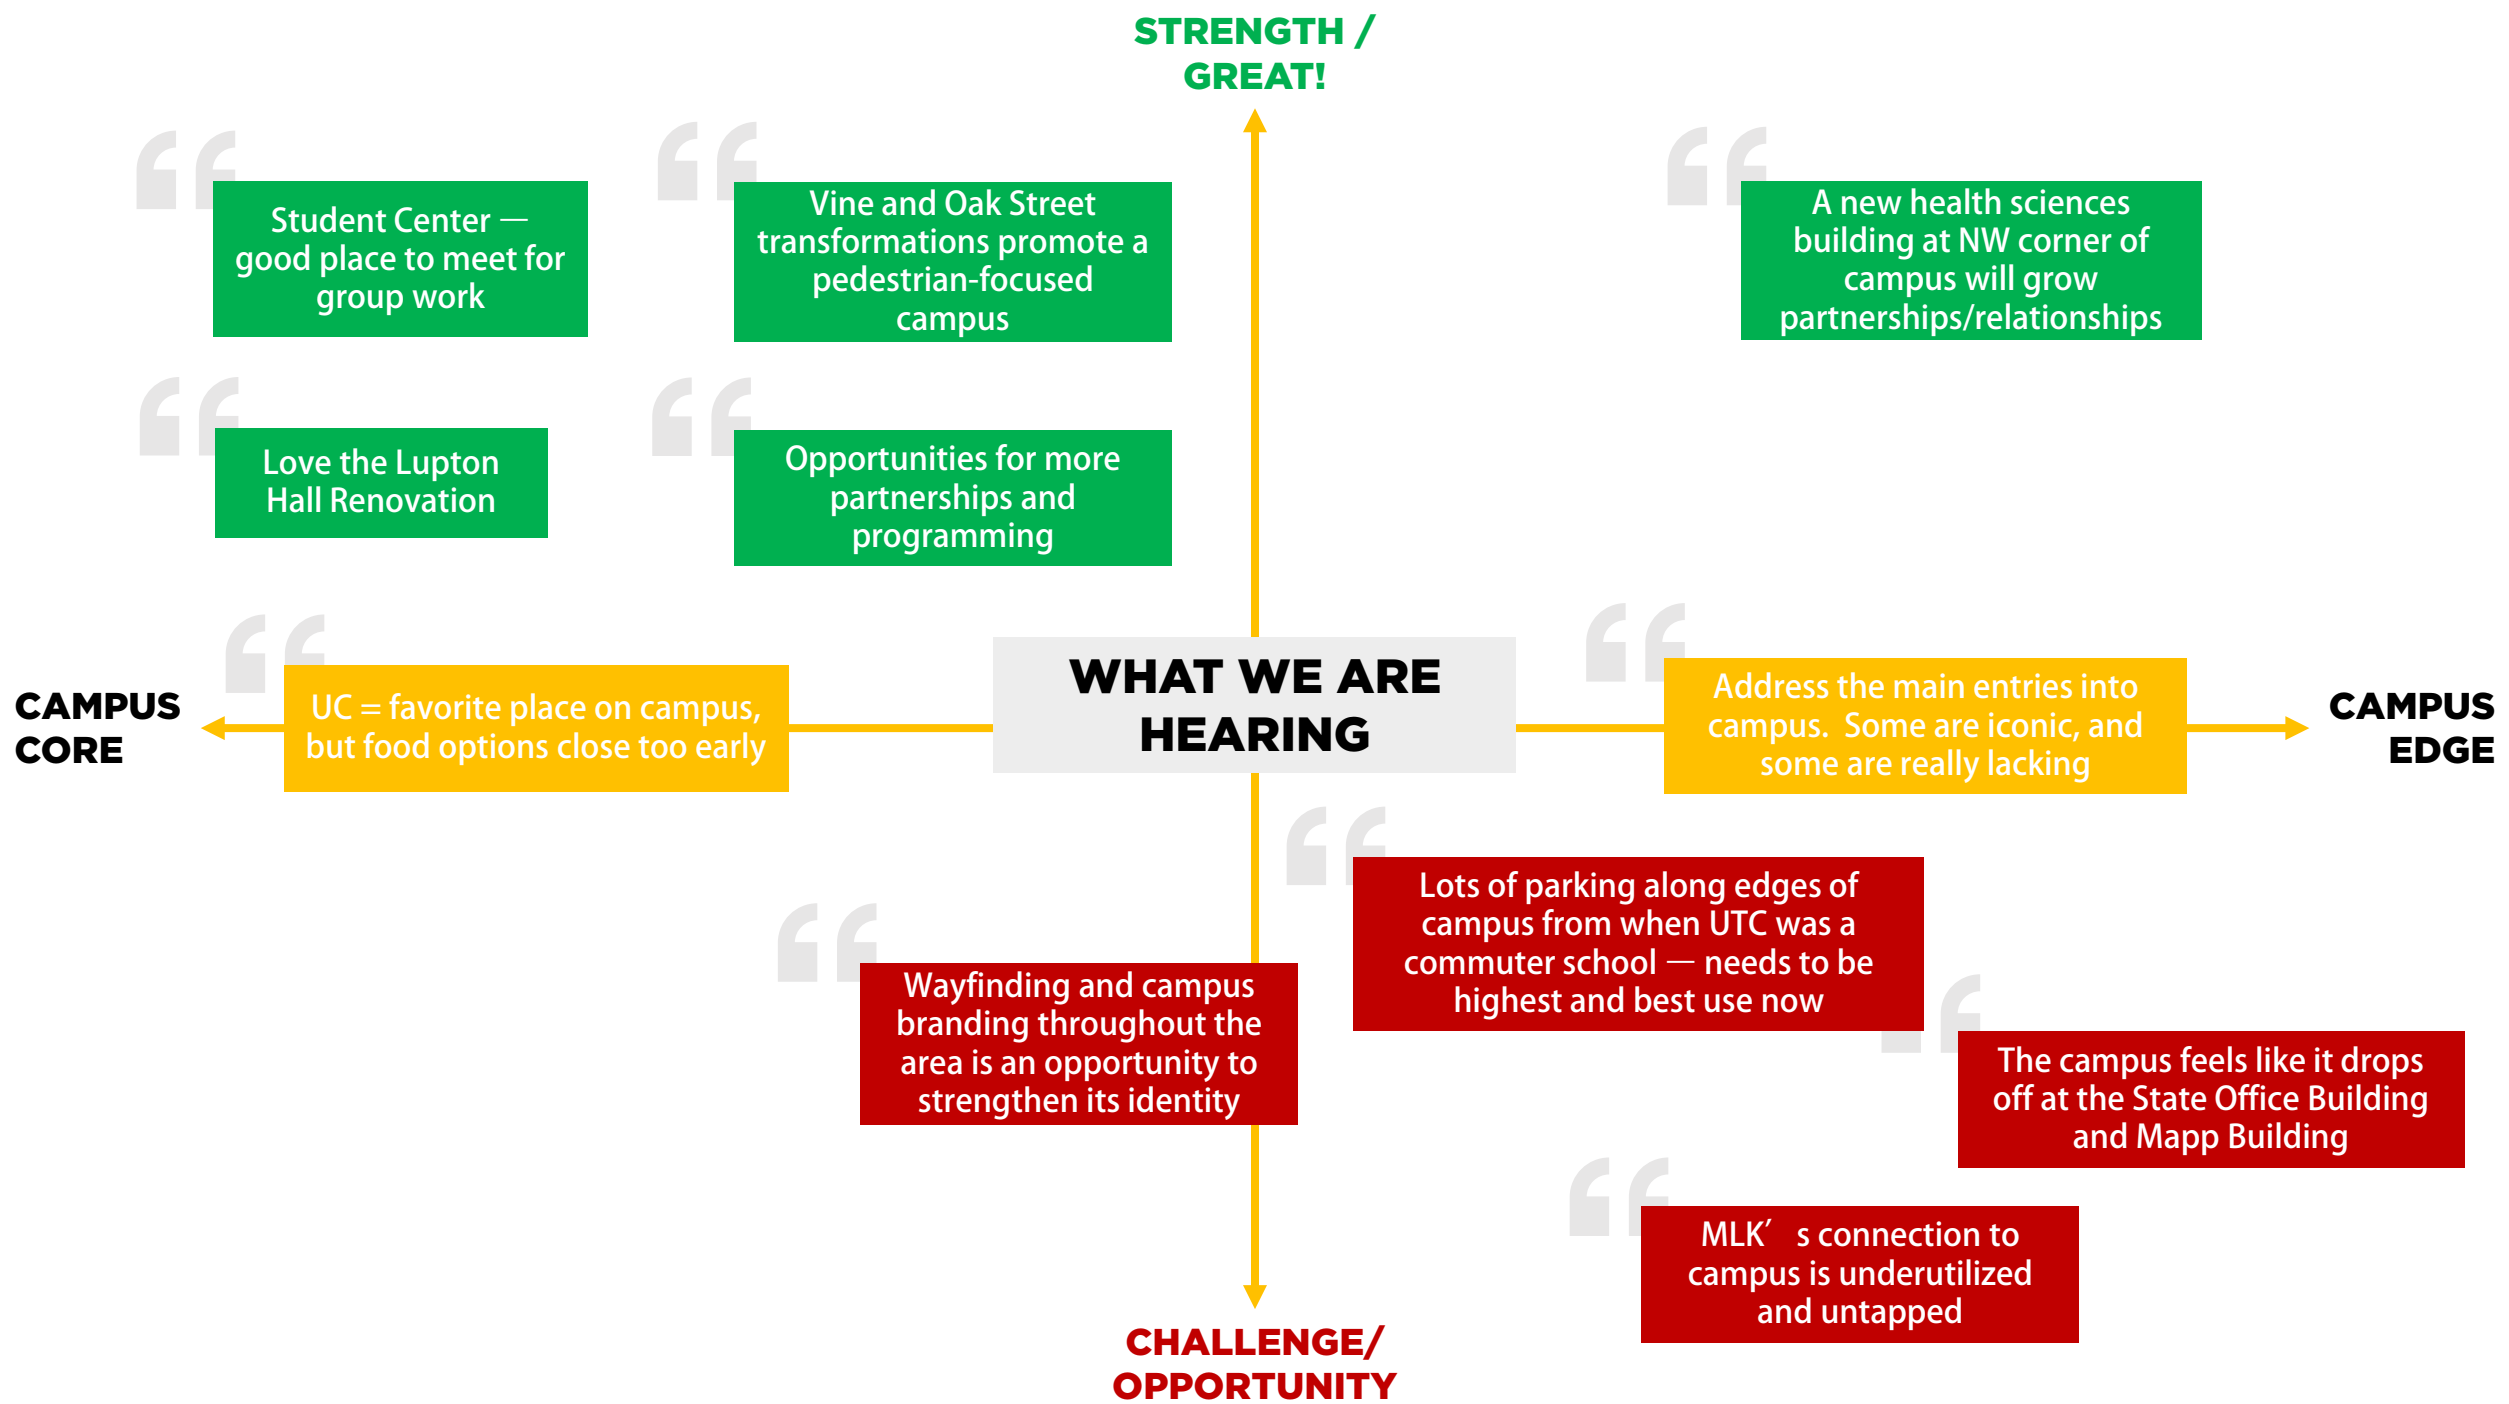 STRENGTH /
GREAT!
Student Center —
good place to meet for
group work
Vine and Oak Street
transformations promote a
pedestrian-focused
campus
A new health sciences
building at NW corner of
campus will grow
partnerships/relationships
Love the Lupton
Hall Renovation
Opportunities for more
partnerships and
programming
CAMPUS
CORE
UC = favorite place on campus,
but food options close too early
WHAT WE ARE
HEARING
Address the main entries into
campus.  Some are iconic, and
some are really lacking
CAMPUS
EDGE
Lots of parking along edges of
campus from when UTC was a
commuter school — needs to be
highest and best use now
Wayfinding and campus
branding throughout the
area is an opportunity to
strengthen its identity
The campus feels like it drops
off at the State Office Building
and Mapp Building
MLK’s connection to
campus is underutilized
and untapped
CHALLENGE/
OPPORTUNITY